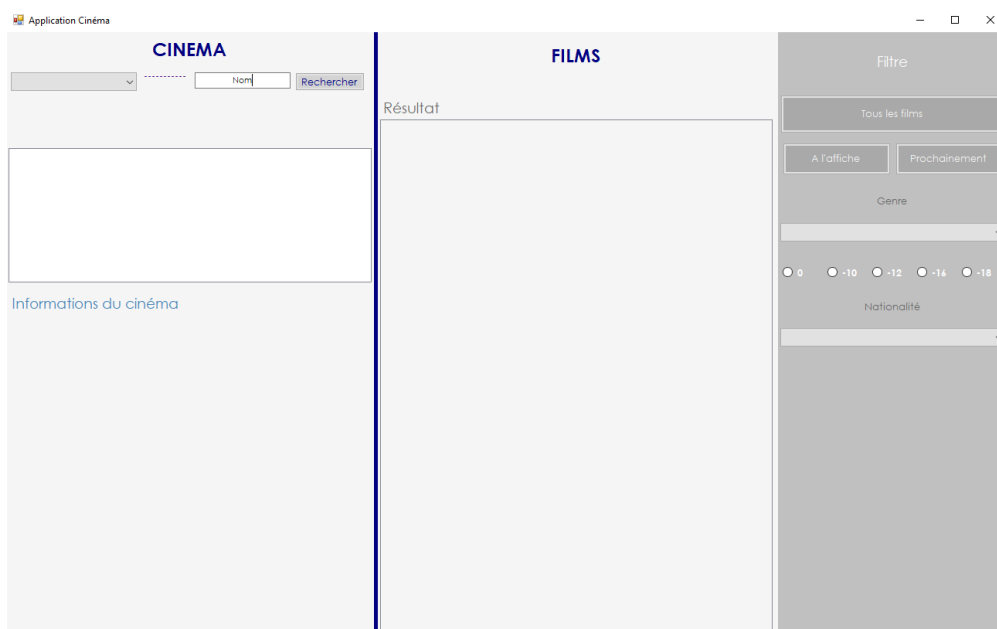 Application Cinéma
CINEMA
Nom
Rechercher
Informations du cinéma
FILMS
Résultat
Filtre
Tous les films
A l'affiche
Prochainement
Genre
0 -10 -12 -16 -18
Nationalité